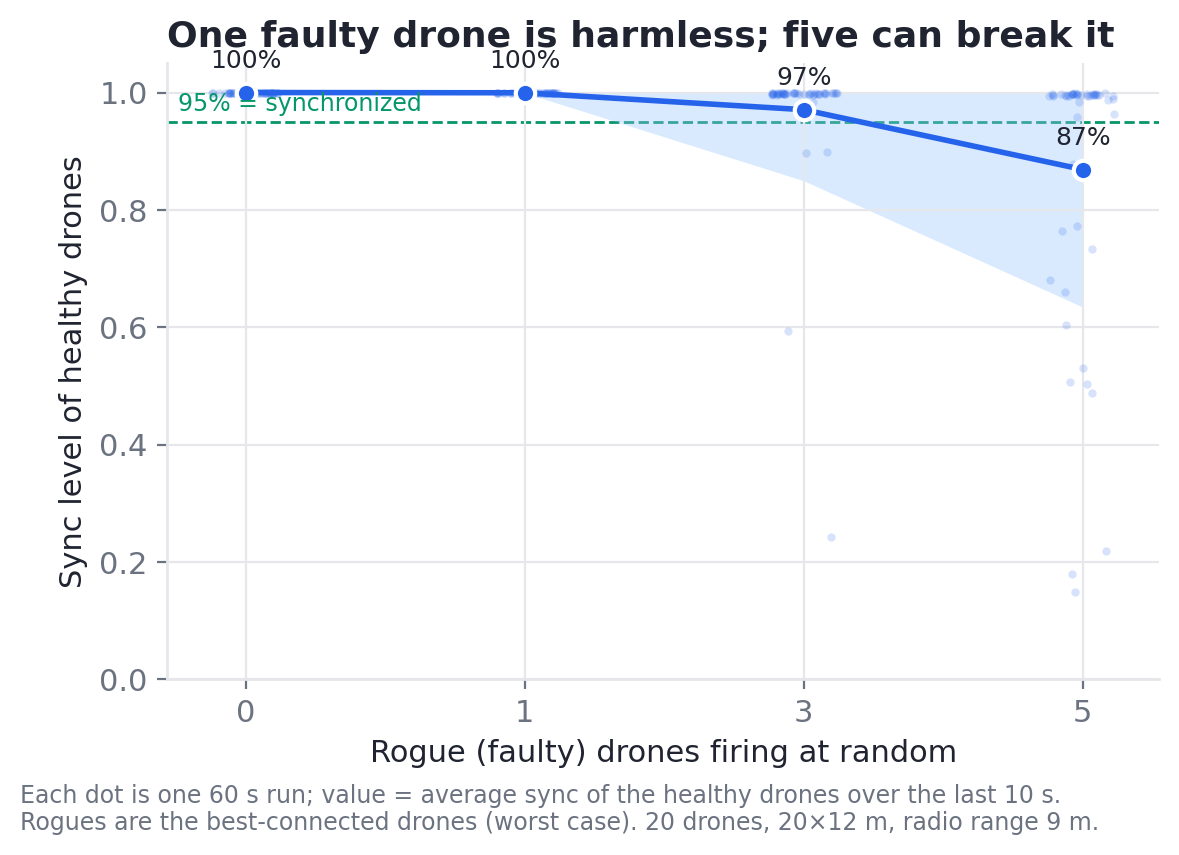 One faulty drone is harmless; five can break it
100%
100%
97%
87%
95% = synchronized
1.0
0.8
0.6
0.4
0.2
0.0
Sync level of healthy drones
0
1
3
5
Rogue (faulty) drones firing at random
Each dot is one 60 s run; value = average sync of the healthy drones over the last 10 s.
Rogues are the best-connected drones (worst case). 20 drones, 20×12 m, radio range 9 m.